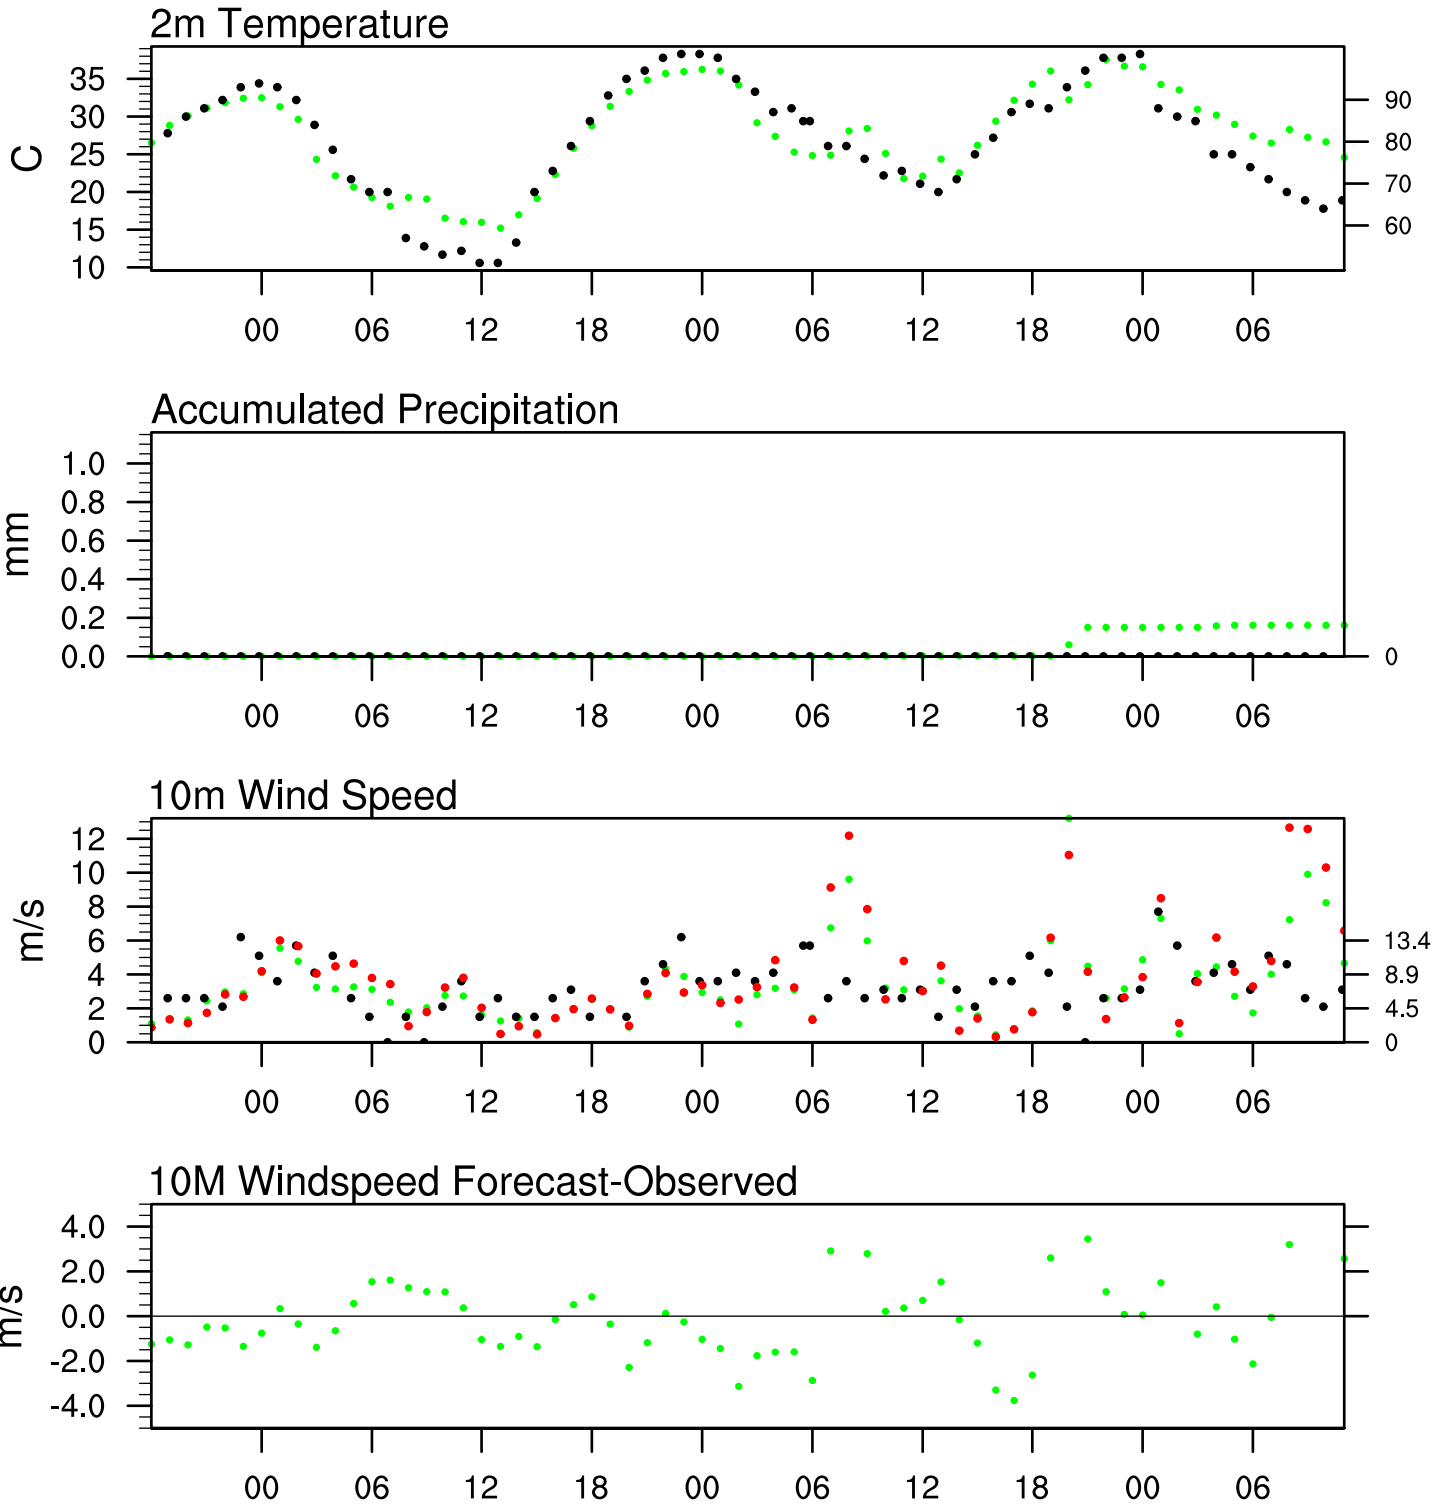 2m Temperature
C
35
30
25
20
15
10
90
80
70
60
00 06 12 18 00 06 12 18 00 06
Accumulated Precipitation
mm
1.0
0.8
0.6
0.4
0.2
0.0
0
00 06 12 18 00 06 12 18 00 06
10m Wind Speed
m/s
12
10
8
6
4
2
0
13.4
8.9
4.5
0
00 06 12 18 00 06 12 18 00 06
10M Windspeed Forecast-Observed
m/s
4.0
2.0
0.0
-2.0
-4.0
00 06 12 18 00 06 12 18 00 06